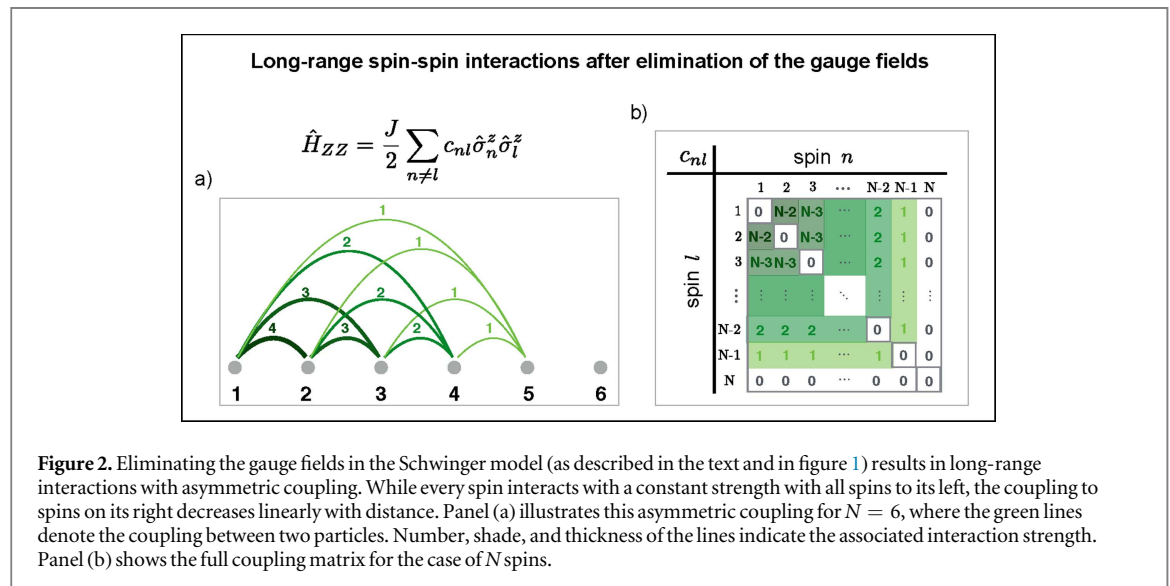 Long-range spin-spin interactions after elimination of the gauge fields
Ĥ_ZZ = J/2 ∑_{n≠l} c_{nl} σ̂_n^z σ̂_l^z
a)
1
2 1
3 2 1
4 3 2 1
1 2 3 4 5 6
b)
c_{nl} spin n
1 2 3 ⋯ N-2 N-1 N
spin l
1 0 N-2 N-3 ⋯ 2 1 0
2 N-2 0 N-3 ⋯ 2 1 0
3 N-3 N-3 0 ⋯ 2 1 0
⋮ ⋮ ⋮ ⋮ ⋱ ⋮ ⋮ ⋮
N-2 2 2 2 ⋯ 0 1 0
N-1 1 1 1 ⋯ 1 0 0
N 0 0 0 ⋯ 0 0 0
Figure 2. Eliminating the gauge fields in the Schwinger model (as described in the text and in figure 1) results in long-range
interactions with asymmetric coupling. While every spin interacts with a constant strength with all spins to its left, the coupling to
spins on its right decreases linearly with distance. Panel (a) illustrates this asymmetric coupling for N = 6, where the green lines
denote the coupling between two particles. Number, shade, and thickness of the lines indicate the associated interaction strength.
Panel (b) shows the full coupling matrix for the case of N spins.